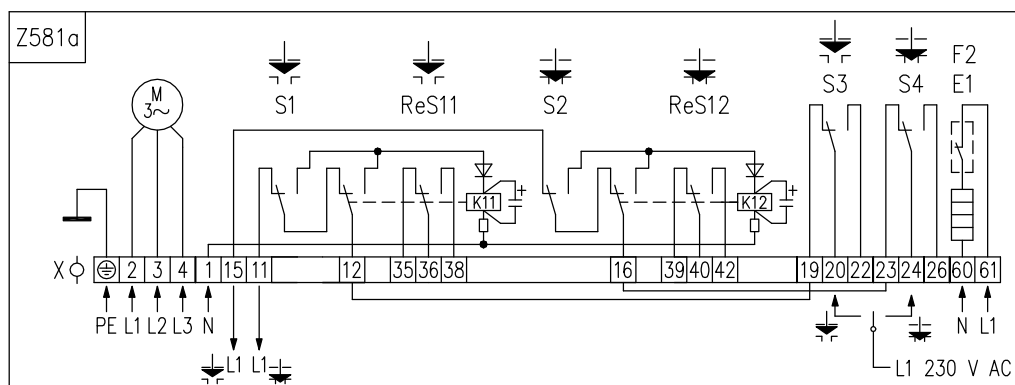 Z581a
M
3~
S1
ReS11
S2
ReS12
S3
S4
F2
E1
K11
+
K12
+
X
2 3 4 1 15 11 12 35 36 38 16 39 40 42 19 20 22 23 24 26 60 61
PE L1 L2 L3 N
N L1
L1 L1
L1 230 V AC